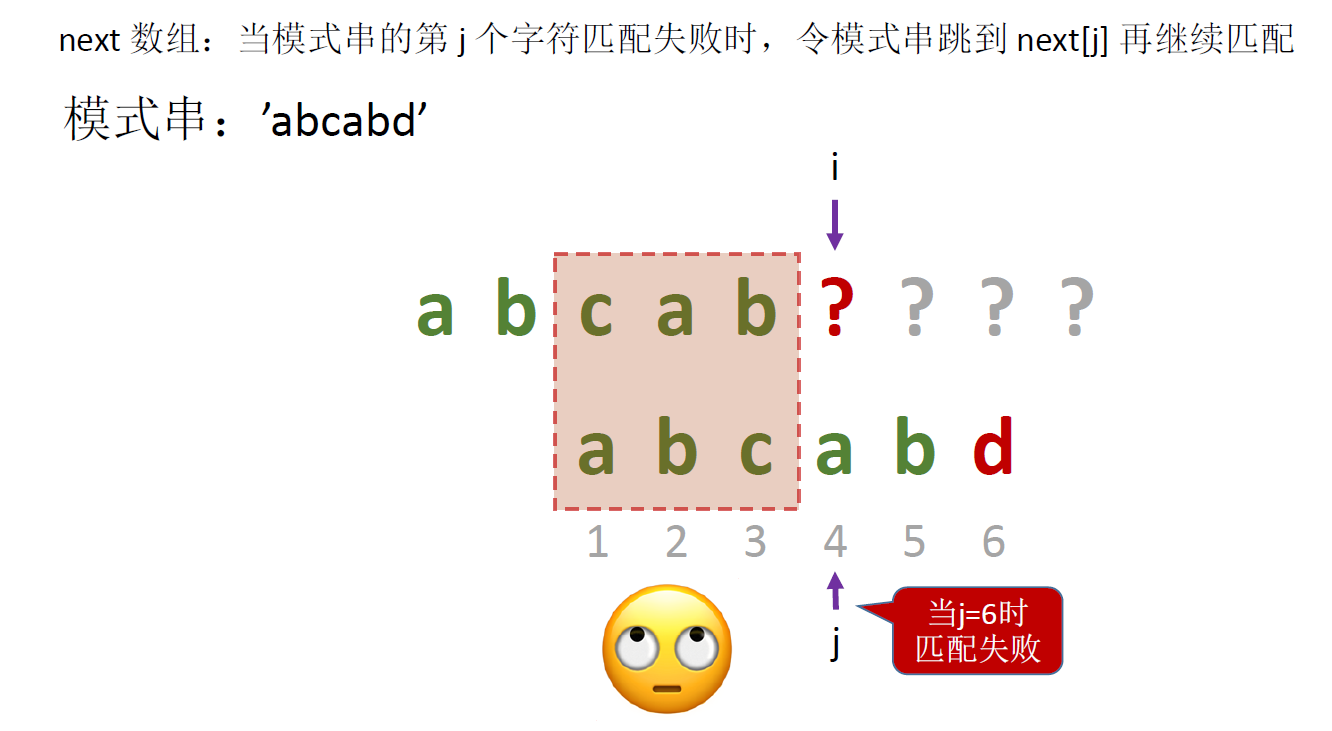 next 数组：当模式串的第 j 个字符匹配失败时，令模式串跳到 next[j] 再继续匹配
模式串：’abcabd’
i
a b c a b ? ? ? ?
a b c a b d
1 2 3 4 5 6
当j=6时
匹配失败
j